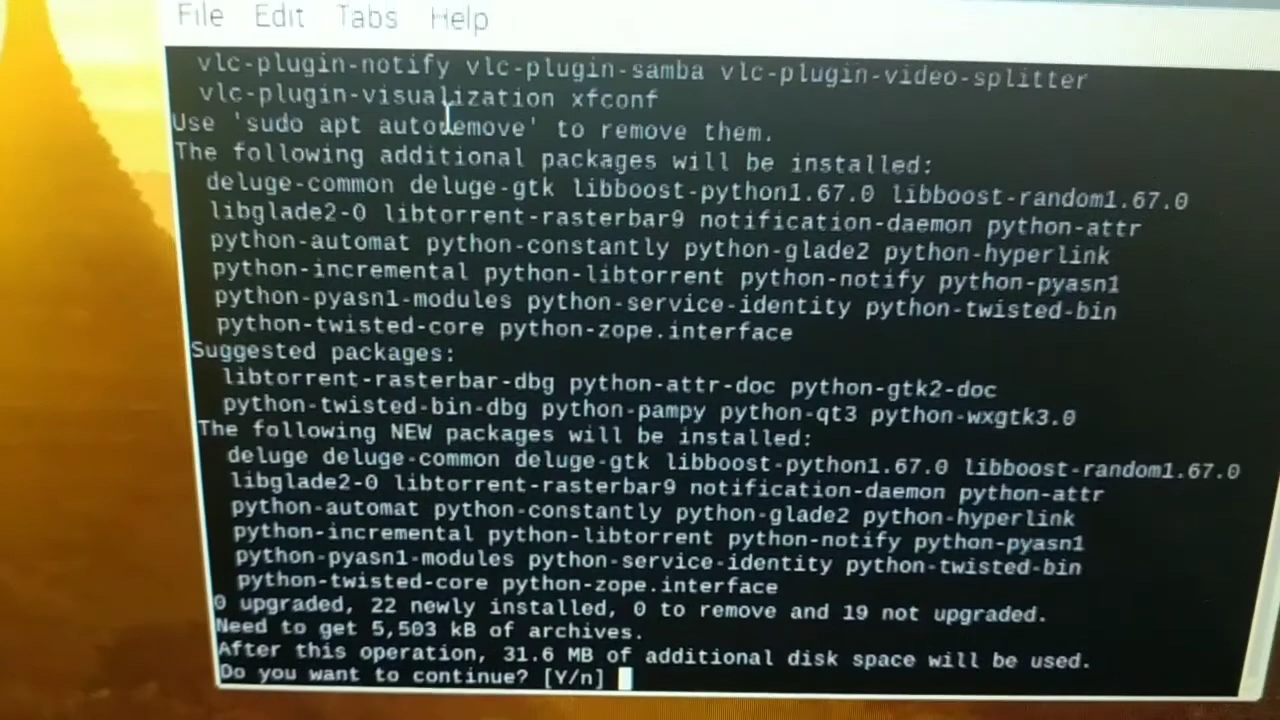 File Edit Tabs Help
vlc-plugin-notify vlc-plugin-samba vlc-plugin-video-splitter
vlc-plugin-visualization xfconf
Use 'sudo apt autoremove' to remove them.
The following additional packages will be installed:
deluge-common deluge-gtk libboost-python1.67.0 libboost-random1.67.0
libglade2-0 libtorrent-rasterbar9 notification-daemon python-attr
python-automat python-constantly python-glade2 python-hyperlink
python-incremental python-libtorrent python-notify python-pyasn1
python-pyasn1-modules python-service-identity python-twisted-bin
python-twisted-core python-zope.interface
Suggested packages:
libtorrent-rasterbar-dbg python-attr-doc python-gtk2-doc
python-twisted-bin-dbg python-pampy python-qt3 python-wxgtk3.0
The following NEW packages will be installed:
deluge deluge-common deluge-gtk libboost-python1.67.0 libboost-random1.67.0
libglade2-0 libtorrent-rasterbar9 notification-daemon python-attr
python-automat python-constantly python-glade2 python-hyperlink
python-incremental python-libtorrent python-notify python-pyasn1
python-pyasn1-modules python-service-identity python-twisted-bin
python-twisted-core python-zope.interface
0 upgraded, 22 newly installed, 0 to remove and 19 not upgraded.
Need to get 5,503 kB of archives.
After this operation, 31.6 MB of additional disk space will be used.
Do you want to continue? [Y/n]